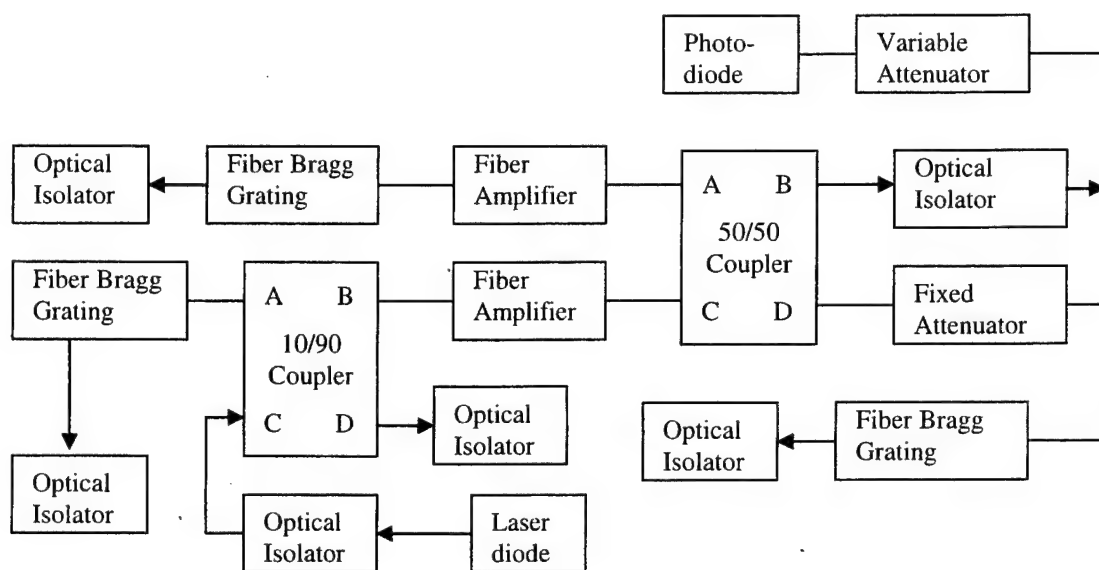 Photo-
diode
Variable
Attenuator
Optical
Isolator
Fiber Bragg
Grating
Fiber
Amplifier
A B
50/50
Coupler
C D
Optical
Isolator
Fiber Bragg
Grating
A B
10/90
Coupler
C D
Fiber
Amplifier
Fixed
Attenuator
Optical
Isolator
Optical
Isolator
Fiber Bragg
Grating
Optical
Isolator
Optical
Isolator
Laser
diode